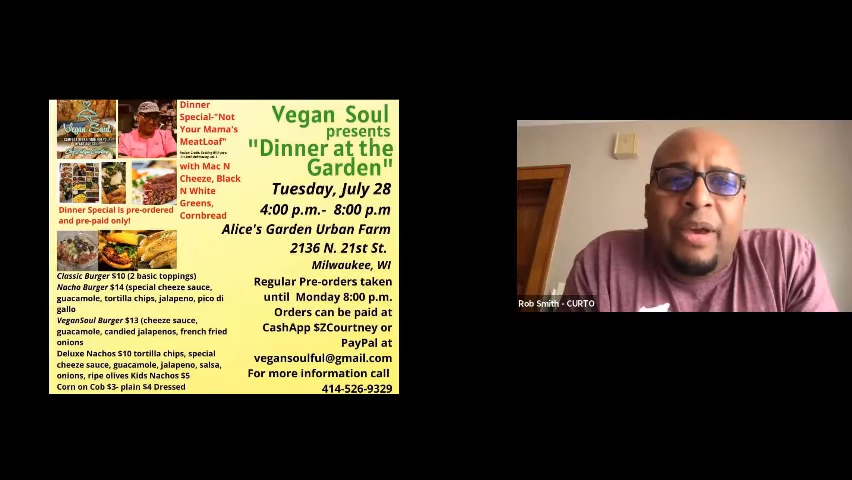 Vegan Soul
Dinner
Special-"Not
Your Mama's
MeatLoaf"
with Mac N
Cheeze, Black
N White
Greens,
Cornbread
Dinner Special is pre-ordered
and pre-paid only!
Classic Burger $10 (2 basic toppings)
Nacho Burger $14 (special cheeze sauce,
guacamole, tortilla chips, jalapeno, pico di
gallo
VeganSoul Burger $13 (cheeze sauce,
guacamole, candied jalapenos, french fried
onions
Deluxe Nachos $10 tortilla chips, special
cheeze sauce, guacamole, jalapeno, salsa,
onions, ripe olives Kids Nachos $5
Corn on Cob $3- plain $4 Dressed
Vegan Soul
presents
"Dinner at the
Garden"
Tuesday, July 28
4:00 p.m.- 8:00 p.m
Alice's Garden Urban Farm
2136 N. 21st St.
Milwaukee, WI
Regular Pre-orders taken
until Monday 8:00 p.m.
Orders can be paid at
CashApp $ZCourtney or
PayPal at
vegansoulful@gmail.com
For more information call
414-526-9329
Rob Smith - CURTO